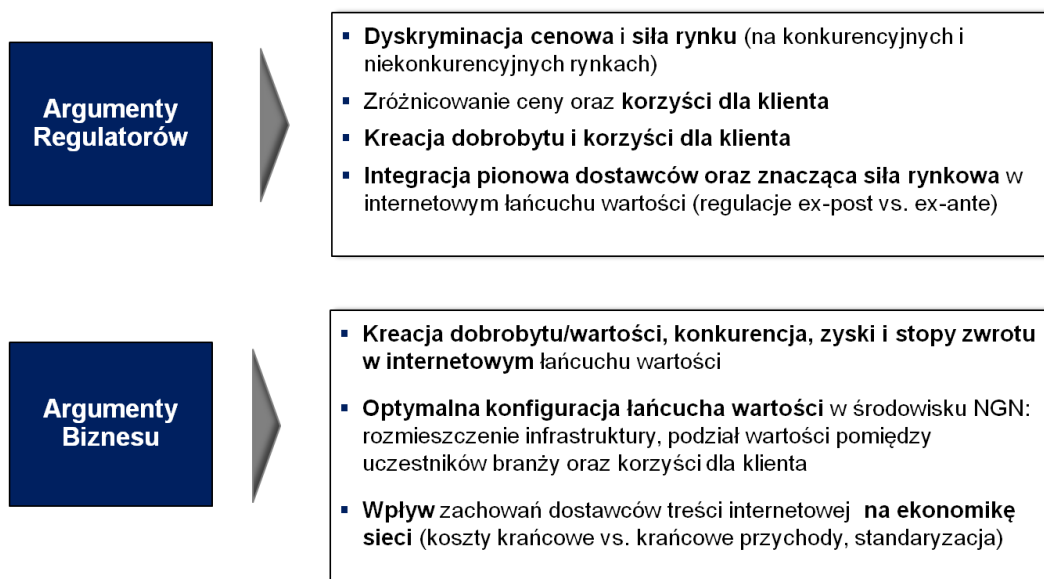 Argumenty
Regulatorów
▪ Dyskryminacja cenowa i siła rynku (na konkurencyjnych i
niekonkurencyjnych rynkach)
▪ Zróżnicowanie ceny oraz korzyści dla klienta
▪ Kreacja dobrobytu i korzyści dla klienta
▪ Integracja pionowa dostawców oraz znacząca siła rynkowa w
internetowym łańcuchu wartości (regulacje ex-post vs. ex-ante)
Argumenty
Biznesu
▪ Kreacja dobrobytu/wartości, konkurencja, zyski i stopy zwrotu
w internetowym łańcuchu wartości
▪ Optymalna konfiguracja łańcucha wartości w środowisku NGN:
rozmieszczenie infrastruktury, podział wartości pomiędzy
uczestników branży oraz korzyści dla klienta
▪ Wpływ zachowań dostawców treści internetowej na ekonomikę
sieci (koszty krańcowe vs. krańcowe przychody, standaryzacja)